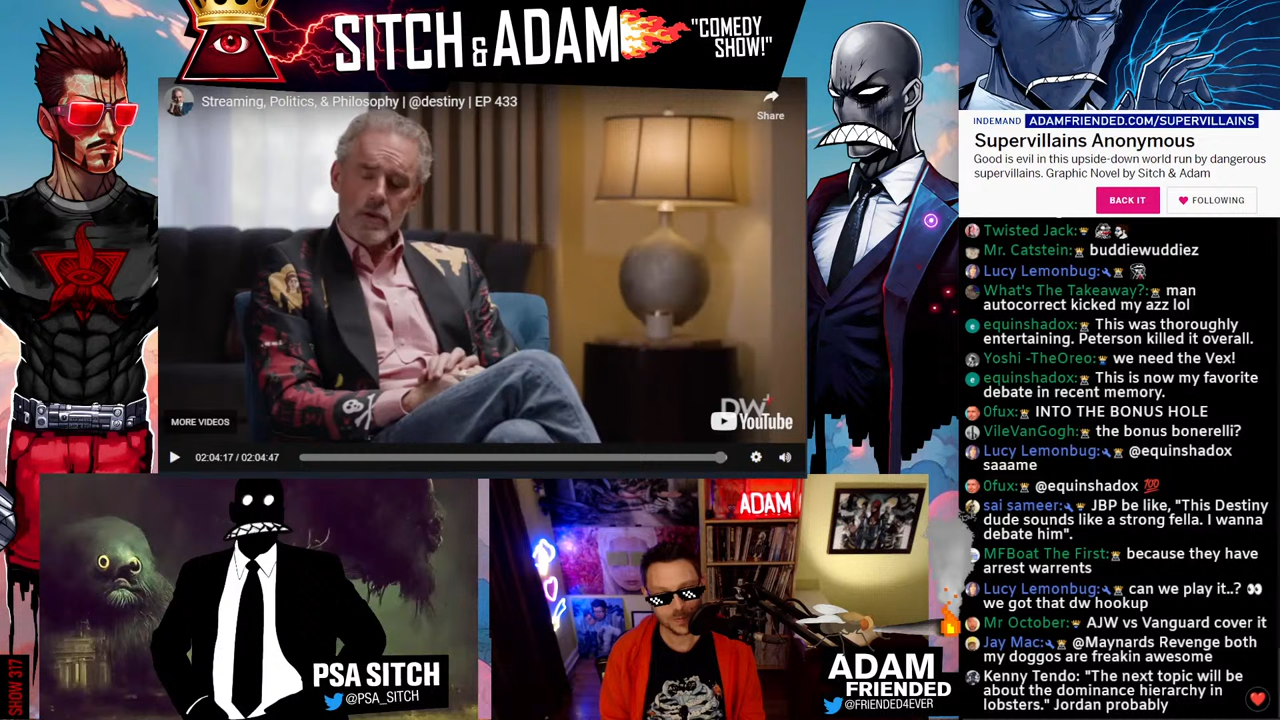 SITCH & ADAM
"COMEDY
SHOW!"
Streaming, Politics, & Philosophy | @destiny | EP 433
Share
MORE VIDEOS
DW
YouTube
02:04:17 / 02:04:47
INDEMAND ADAMFRIENDED.COM/SUPERVILLAINS
Supervillains Anonymous
Good is evil in this upside-down world run by dangerous
supervillains. Graphic Novel by Sitch & Adam
BACK IT
FOLLOWING
Twisted Jack:
Mr. Catstein: buddiewuddiez
Lucy Lemonbug:
What's The Takeaway?: man
autocorrect kicked my azz lol
equinshadox: This was thoroughly
entertaining. Peterson killed it overall.
Yoshi -TheOreo: we need the Vex!
equinshadox: This is now my favorite
debate in recent memory.
0fux: INTO THE BONUS HOLE
VileVanGogh: the bonus bonerelli?
Lucy Lemonbug: @equinshadox
saaame
0fux: @equinshadox 💯
sai sameer: JBP be like, "This Destiny
dude sounds like a strong fella. I wanna
debate him".
MFBoat The First: because they have
arrest warrents
Lucy Lemonbug: can we play it..? 👀
we got that dw hookup
Mr October: AJW vs Vanguard cover it
Jay Mac: @Maynards Revenge both
my doggos are freakin awesome
Kenny Tendo: "The next topic will
be about the dominance hierarchy in
lobsters." Jordan probably
SHOW 317
PSA SITCH
@PSA_SITCH
ADAM
ADAM
FRIENDED
@FRIENDED4EVER